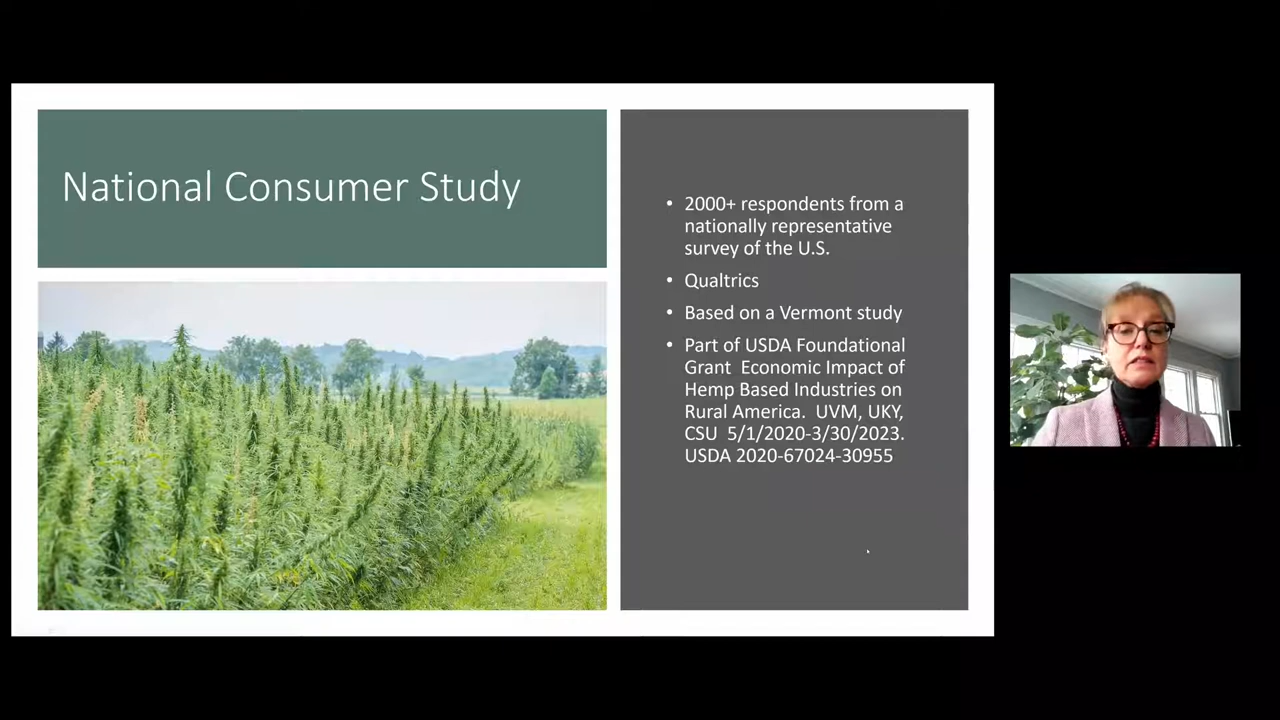 National Consumer Study
• 2000+ respondents from a
nationally representative
survey of the U.S.
• Qualtrics
• Based on a Vermont study
• Part of USDA Foundational
Grant  Economic Impact of
Hemp Based Industries on
Rural America.  UVM, UKY,
CSU  5/1/2020-3/30/2023.
USDA 2020-67024-30955